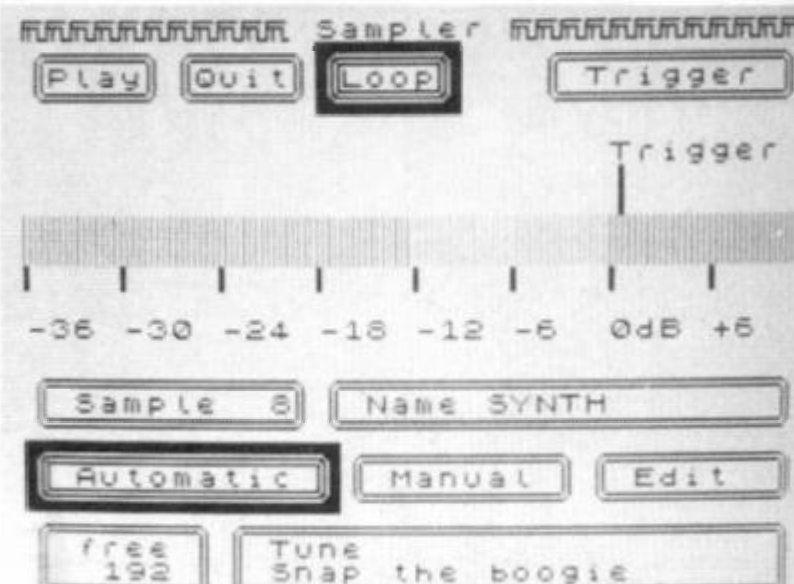 Sampler
Play Quit Loop Trigger
Trigger
-36 -30 -24 -18 -12 -6 0dB +6
Sample 8 Name SYNTH
Automatic Manual Edit
free Tune
192 Snap the boogie